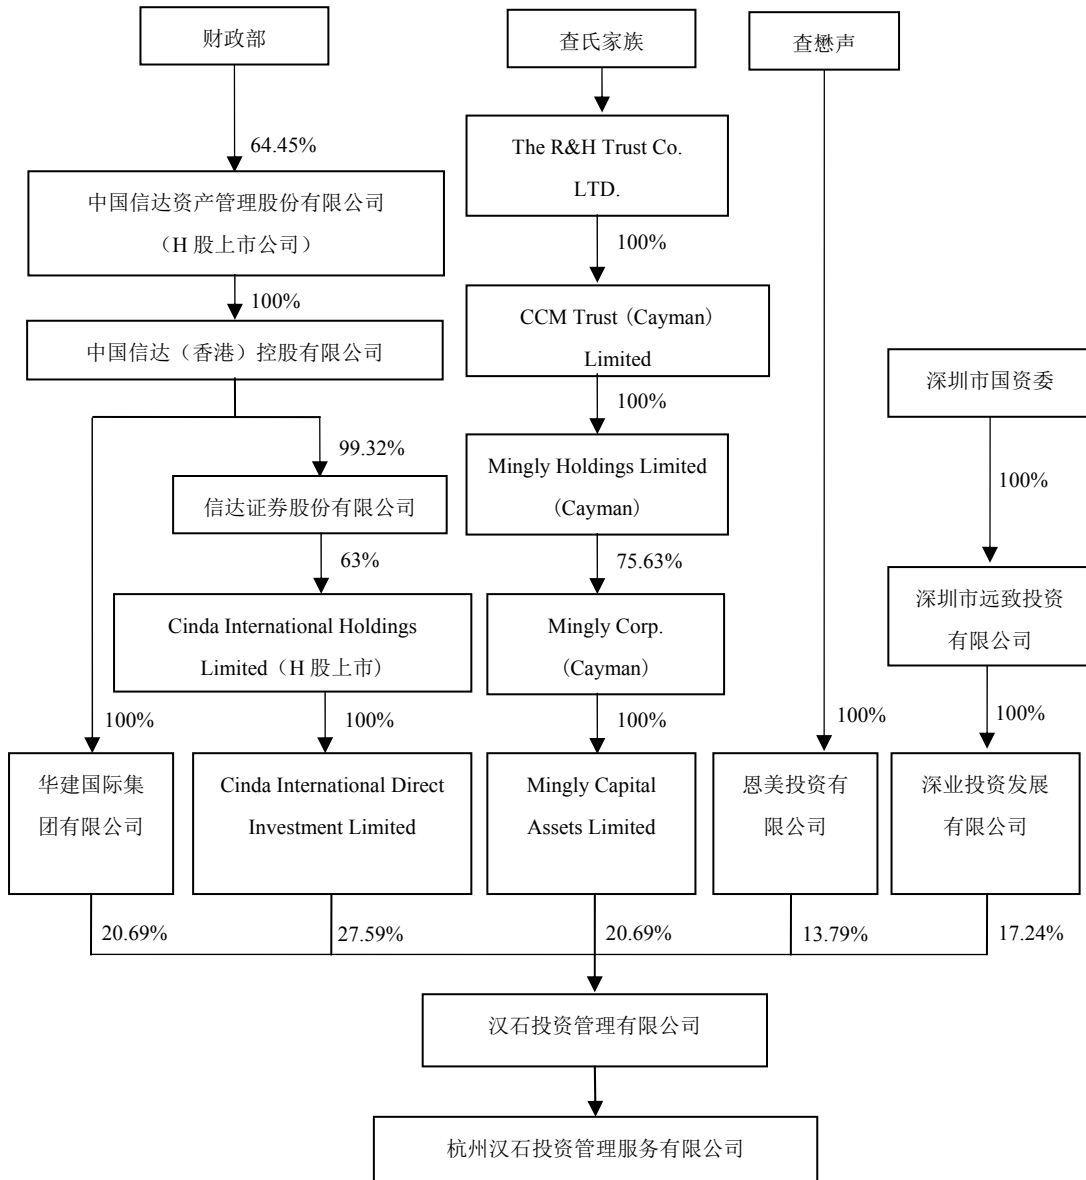 财政部
查氏家族
查懋声
64.45%
The R&H Trust Co.
LTD.
中国信达资产管理股份有限公司
（H 股上市公司）
100%
100%
CCM Trust（Cayman）
Limited
中国信达（香港）控股有限公司
深圳市国资委
100%
99.32%
Mingly Holdings Limited
（Cayman）
100%
信达证券股份有限公司
63%
75.63%
Cinda International Holdings
Limited（H 股上市）
Mingly Corp.
（Cayman）
深圳市远致投资
有限公司
100%
100%
100%
100%
100%
华建国际集
团有限公司
Cinda International Direct
Investment Limited
Mingly Capital
Assets Limited
恩美投资有
限公司
深业投资发展
有限公司
20.69%
27.59%
20.69%
13.79%
17.24%
汉石投资管理有限公司
杭州汉石投资管理服务有限公司